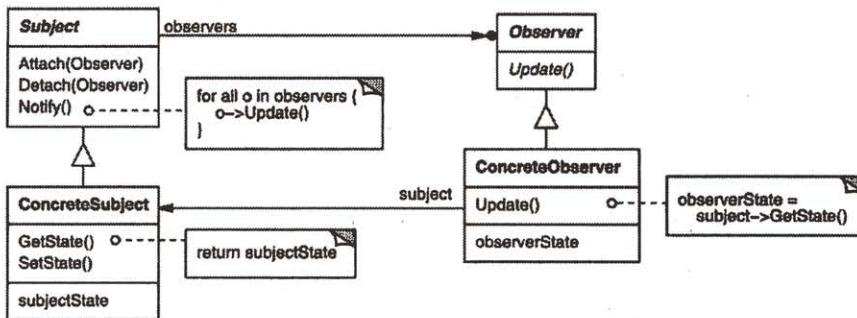 Subject
Attach(Observer)
Detach(Observer)
Notify()
observers
for all o in observers {
o->Update()
}
Observer
Update()
ConcreteSubject
GetState()
SetState()
subjectState
return subjectState
subject
ConcreteObserver
Update()
observerState
observerState =
subject->GetState()